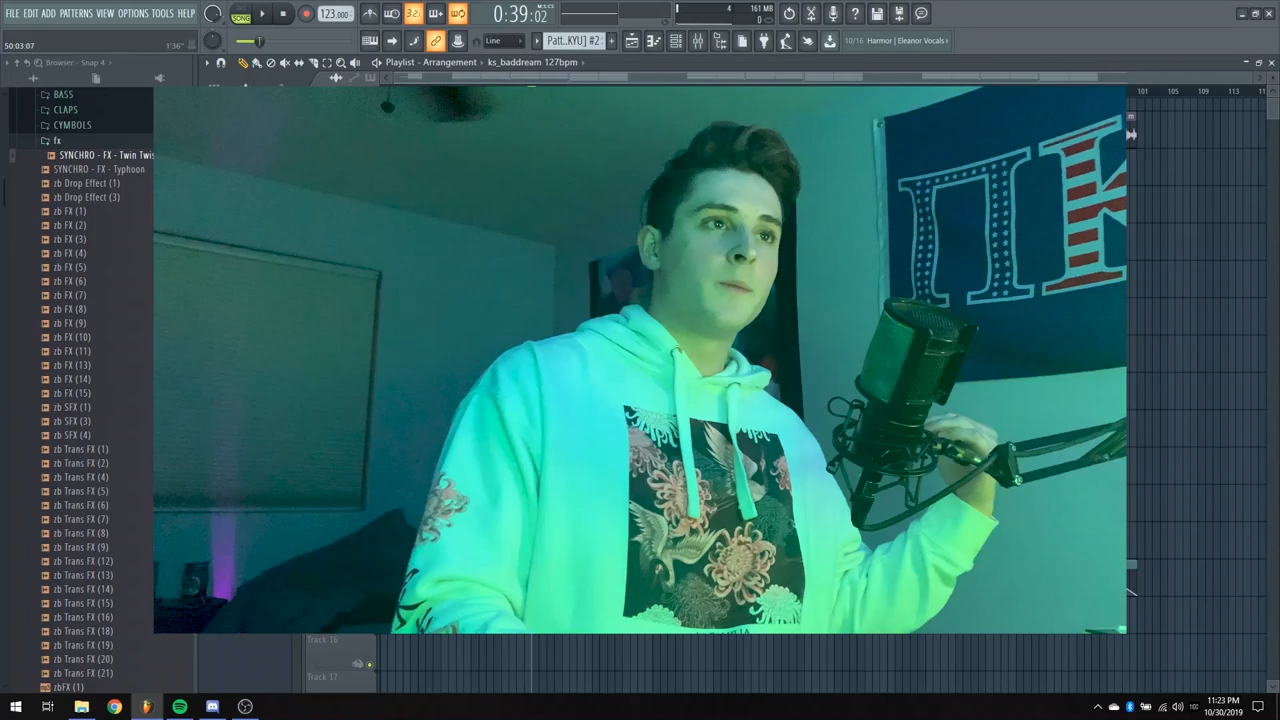 FILE EDIT ADD PATTERNS VIEW OPTIONS TOOLS HELP
SONG
123.000
3.2.
0:39:02
M:S:CS
4
161 MB
0
50:03:07
1'36"
Line
Patt..KYU] #2
10/16 Harmor | Eleanor Vocals
Browser - Snap 4
Playlist - Arrangement ▸ ks_baddream 127bpm ▸
101 105 109 113
BASS
CLAPS
CYMBOLS
fx
SYNCHRO - FX - Twin Twis
SYNCHRO - FX - Typhoon
zb Drop Effect (1)
zb Drop Effect (3)
zb FX (1)
zb FX (2)
zb FX (3)
zb FX (4)
zb FX (5)
zb FX (6)
zb FX (7)
zb FX (8)
zb FX (9)
zb FX (10)
zb FX (11)
zb FX (13)
zb FX (14)
zb FX (15)
zb SFX (1)
zb SFX (3)
zb SFX (4)
zb Trans FX (1)
zb Trans FX (2)
zb Trans FX (4)
zb Trans FX (5)
zb Trans FX (6)
zb Trans FX (7)
zb Trans FX (8)
zb Trans FX (9)
zb Trans FX (12)
zb Trans FX (13)
zb Trans FX (14)
zb Trans FX (15)
zb Trans FX (16)
zb Trans FX (18)
zb Trans FX (19)
zb Trans FX (20)
zb Trans FX (21)
zbFX (1)
ΠΚ
Track 16
Track 17
100
11:23 PM
10/30/2019